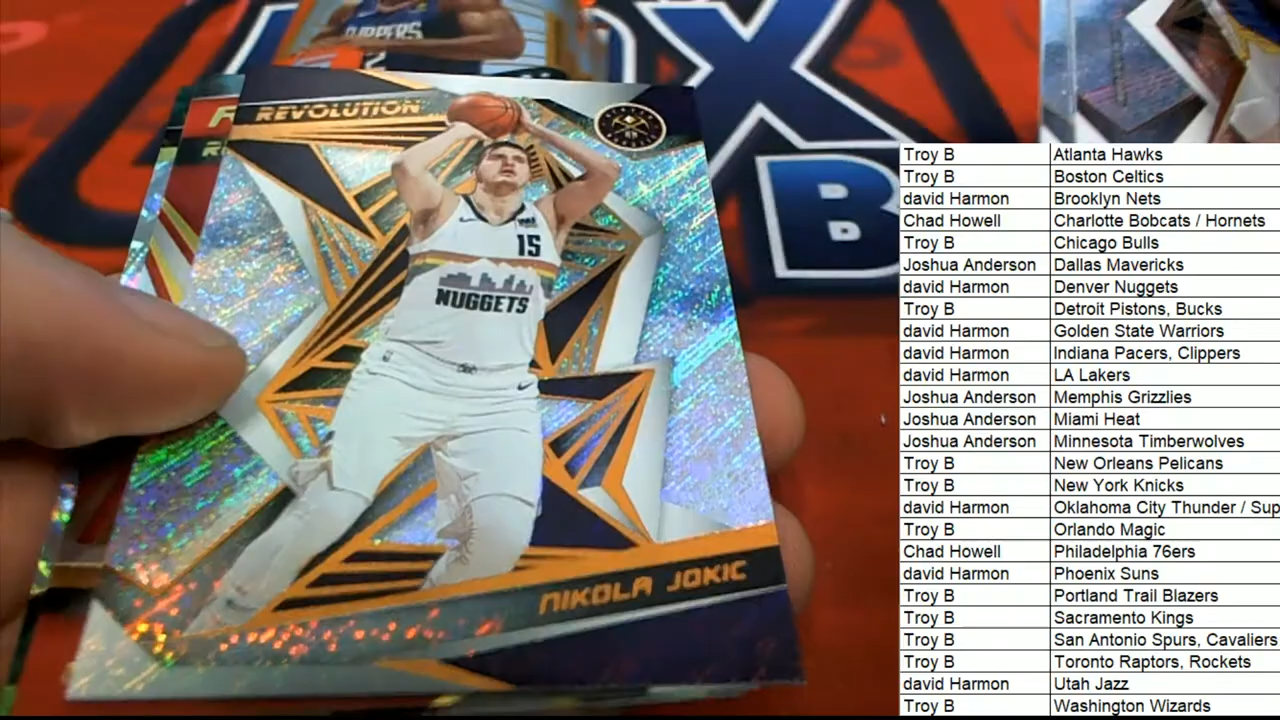 CLIPPERS
OX
B
REVOLUTION
15
NUGGETS
NIKOLA JOKIC
Troy B Atlanta Hawks
Troy B Boston Celtics
david Harmon Brooklyn Nets
Chad Howell Charlotte Bobcats / Hornets
Troy B Chicago Bulls
Joshua Anderson Dallas Mavericks
david Harmon Denver Nuggets
Troy B Detroit Pistons, Bucks
david Harmon Golden State Warriors
david Harmon Indiana Pacers, Clippers
david Harmon LA Lakers
Joshua Anderson Memphis Grizzlies
Joshua Anderson Miami Heat
Joshua Anderson Minnesota Timberwolves
Troy B New Orleans Pelicans
Troy B New York Knicks
david Harmon Oklahoma City Thunder / Sup
Troy B Orlando Magic
Chad Howell Philadelphia 76ers
david Harmon Phoenix Suns
Troy B Portland Trail Blazers
Troy B Sacramento Kings
Troy B San Antonio Spurs, Cavaliers
Troy B Toronto Raptors, Rockets
david Harmon Utah Jazz
Troy B Washington Wizards